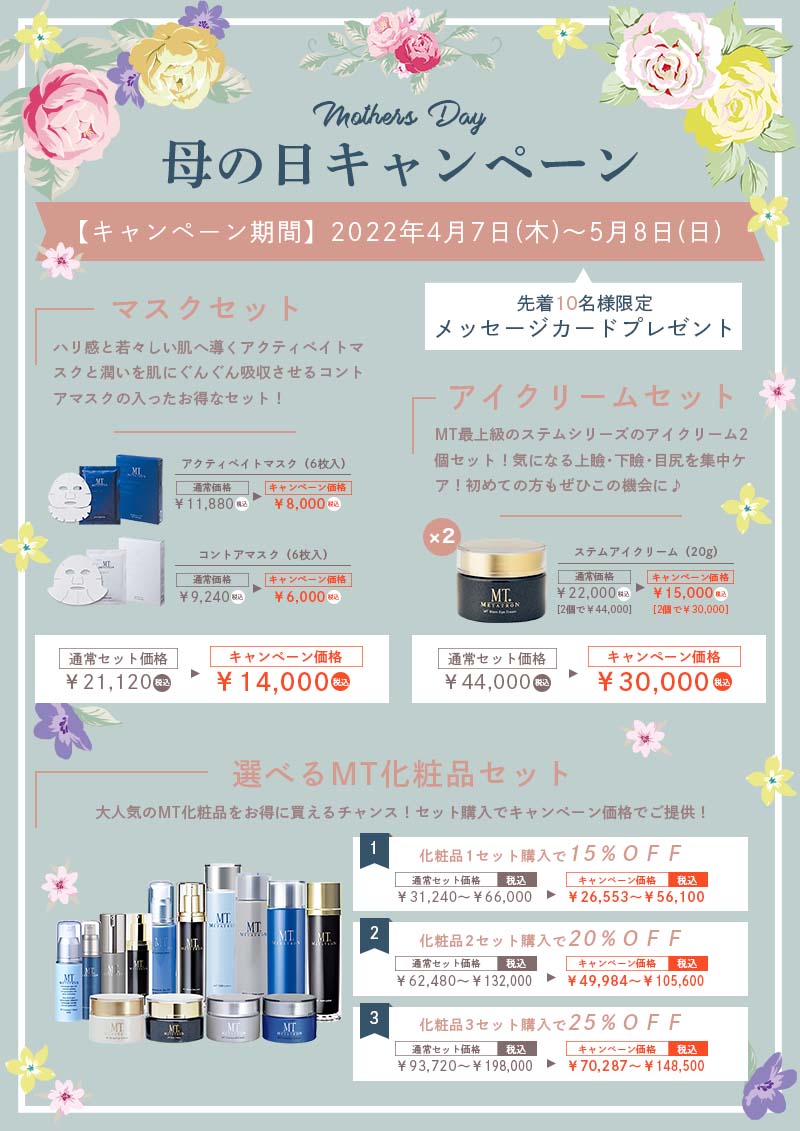 Mothers Day
母の日キャンペーン
【キャンペーン期間】2022年4月7日(木)～5月8日(日)
先着10名様限定
メッセージカードプレゼント
マスクセット
ハリ感と若々しい肌へ導くアクティベイトマ
スクと潤いを肌にぐんぐん吸収させるコント
アマスクの入ったお得なセット！
アクティベイトマスク（6枚入）
通常価格 キャンペーン価格
￥11,880税込 ▶ ￥8,000税込
コントアマスク（6枚入）
通常価格 キャンペーン価格
￥9,240税込 ▶ ￥6,000税込
通常セット価格 キャンペーン価格
￥21,120税込 ▶ ￥14,000税込
アイクリームセット
MT最上級のステムシリーズのアイクリーム2
個セット！気になる上瞼・下瞼・目尻を集中ケ
ア！初めての方もぜひこの機会に♪
×2
MT.
METATRON
MT Stem Eye Cream
ステムアイクリーム（20g）
通常価格 キャンペーン価格
￥22,000税込 ▶ ￥15,000税込
[2個で￥44,000] [2個で￥30,000]
通常セット価格 キャンペーン価格
￥44,000税込 ▶ ￥30,000税込
選べるMT化粧品セット
大人気のMT化粧品をお得に買えるチャンス！セット購入でキャンペーン価格でご提供！
1
化粧品1セット購入で15%OFF
通常セット価格 税込 キャンペーン価格 税込
￥31,240～￥66,000 ▶ ￥26,553～￥56,100
2
化粧品2セット購入で20%OFF
通常セット価格 税込 キャンペーン価格 税込
￥62,480～￥132,000 ▶ ￥49,984～￥105,600
3
化粧品3セット購入で25%OFF
通常セット価格 税込 キャンペーン価格 税込
￥93,720～￥198,000 ▶ ￥70,287～￥148,500